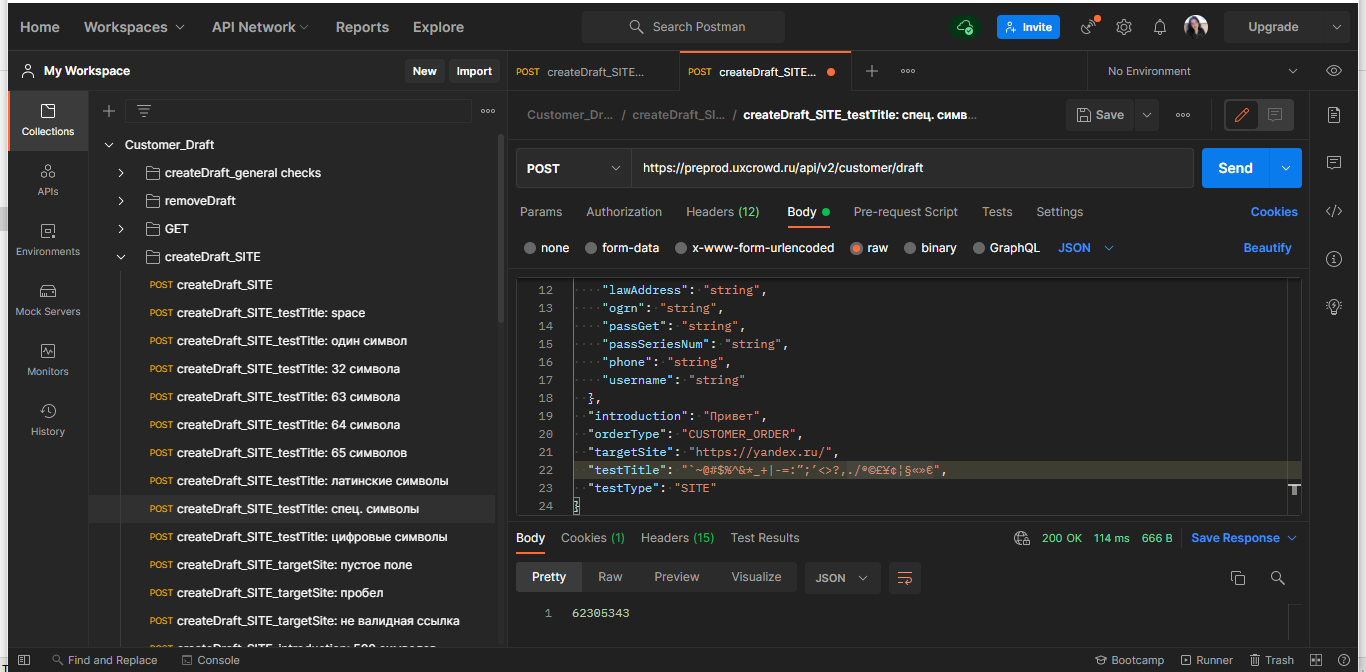 Home Workspaces API Network Reports Explore Search Postman Invite Upgrade
My Workspace New Import POST createDraft_SITE... POST createDraft_SITE... No Environment
Collections
APIs
Environments
Mock Servers
Monitors
History
Customer_Draft
createDraft_general checks
removeDraft
GET
createDraft_SITE
POST createDraft_SITE
POST createDraft_SITE_testTitle: space
POST createDraft_SITE_testTitle: один символ
POST createDraft_SITE_testTitle: 32 символа
POST createDraft_SITE_testTitle: 63 символа
POST createDraft_SITE_testTitle: 64 символа
POST createDraft_SITE_testTitle: 65 символов
POST createDraft_SITE_testTitle: латинские символы
POST createDraft_SITE_testTitle: спец. символы
POST createDraft_SITE_testTitle: цифровые символы
POST createDraft_SITE_targetSite: пустое поле
POST createDraft_SITE_targetSite: пробел
POST createDraft_SITE_targetSite: не валидная ссылка
Customer_Dr... / createDraft_SI... / createDraft_SITE_testTitle: спец. симв... Save
POST https://preprod.uxcrowd.ru/api/v2/customer/draft Send
Params Authorization Headers (12) Body Pre-request Script Tests Settings Cookies
none form-data x-www-form-urlencoded raw binary GraphQL JSON Beautify
12 "lawAddress": "string",
13 "ogrn": "string",
14 "passGet": "string",
15 "passSeriesNum": "string",
16 "phone": "string",
17 "username": "string"
18 },
19 "introduction": "Привет",
20 "orderType": "CUSTOMER_ORDER",
21 "targetSite": "https://yandex.ru/",
22 "testTitle": "`~@#$%^&*_+|-=:”;’<>?,./®©£¥¢¦§«»€",
23 "testType": "SITE"
24 }
Body Cookies (1) Headers (15) Test Results 200 OK 114 ms 666 B Save Response
Pretty Raw Preview Visualize JSON
1 62305343
Find and Replace Console Bootcamp Runner Trash